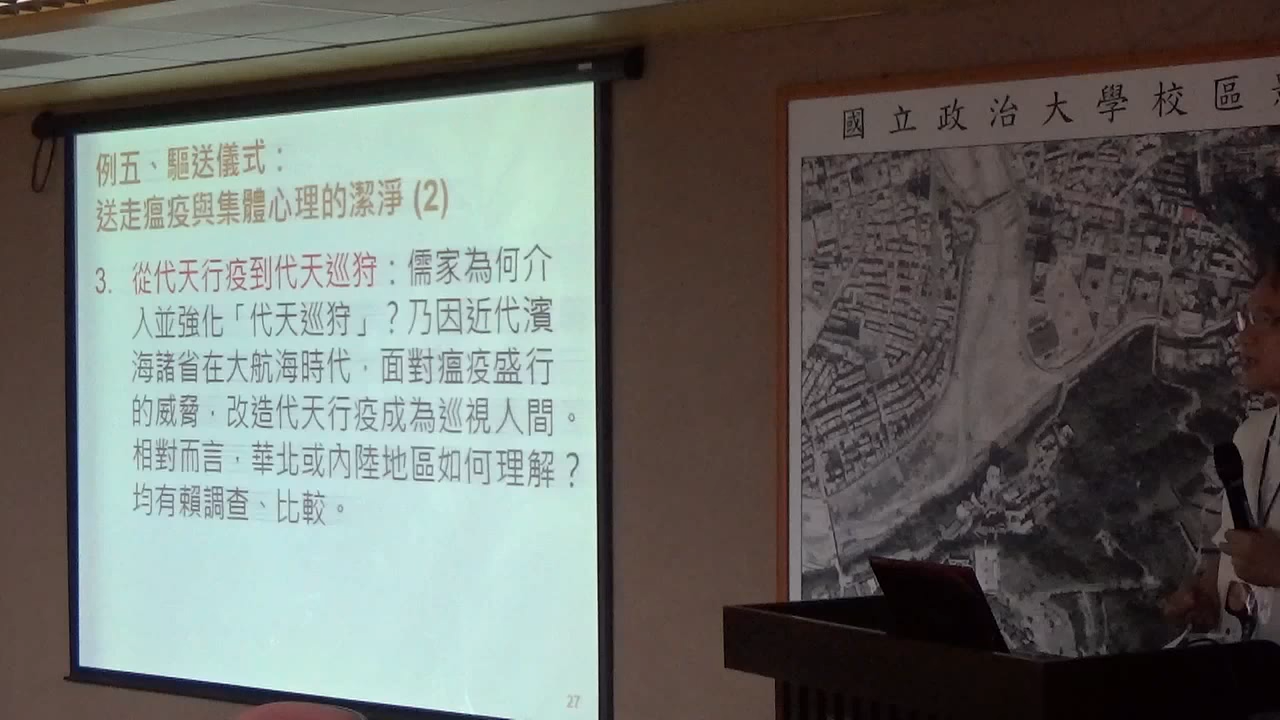 例五、驅送儀式：
送走瘟疫與集體心理的潔淨 (2)
3. 從代天行疫到代天巡狩：儒家為何介
入並強化「代天巡狩」？乃因近代濱
海諸省在大航海時代，面對瘟疫盛行
的威脅，改造代天行疫成為巡視人間。
相對而言，華北或內陸地區如何理解？
均有賴調查、比較。
27
國立政治大學校區